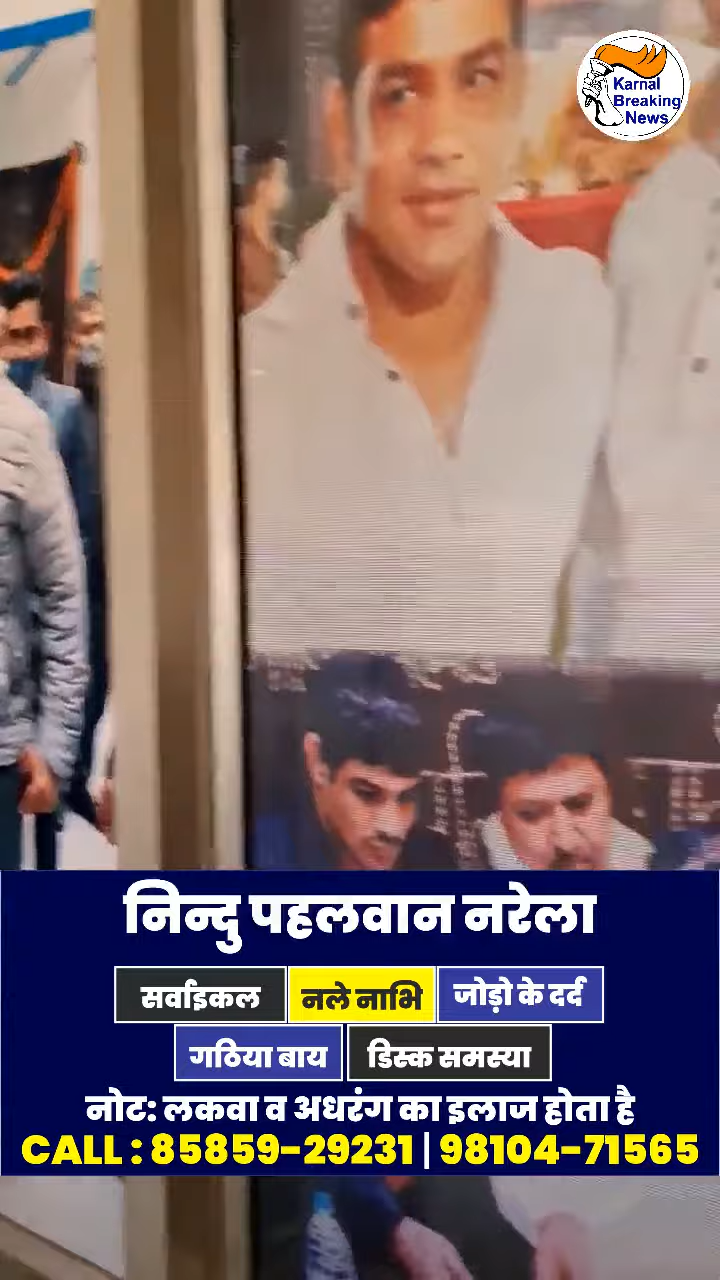 Karnal
Breaking
News
निन्दु पहलवान नरेला
सर्वाइकल
नले नाभि
जोड़ो के दर्द
गठिया बाय
डिस्क समस्या
नोट: लकवा व अधरंग का इलाज होता है
CALL : 85859-29231 | 98104-71565